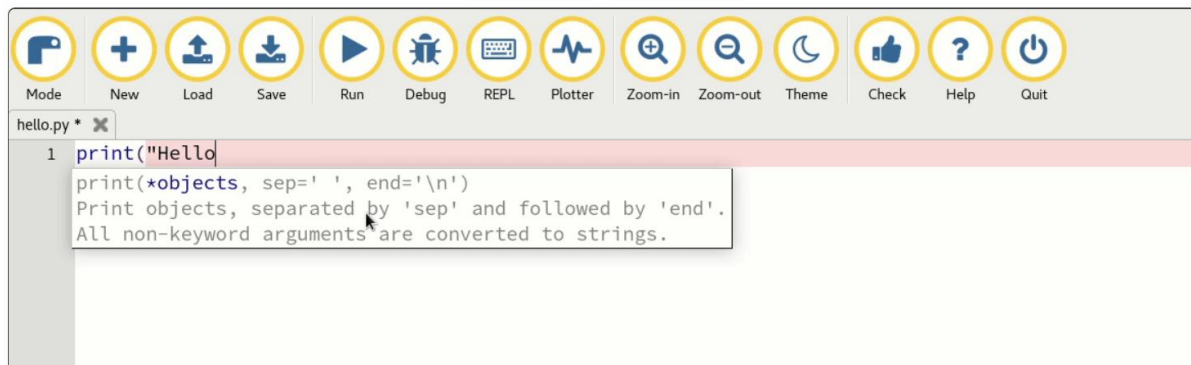 Mode New Load Save Run Debug REPL Plotter Zoom-in Zoom-out Theme Check Help Quit
hello.py *
1 print("Hello
print(*objects, sep=' ', end='\n')
Print objects, separated by 'sep' and followed by 'end'.
All non-keyword arguments are converted to strings.